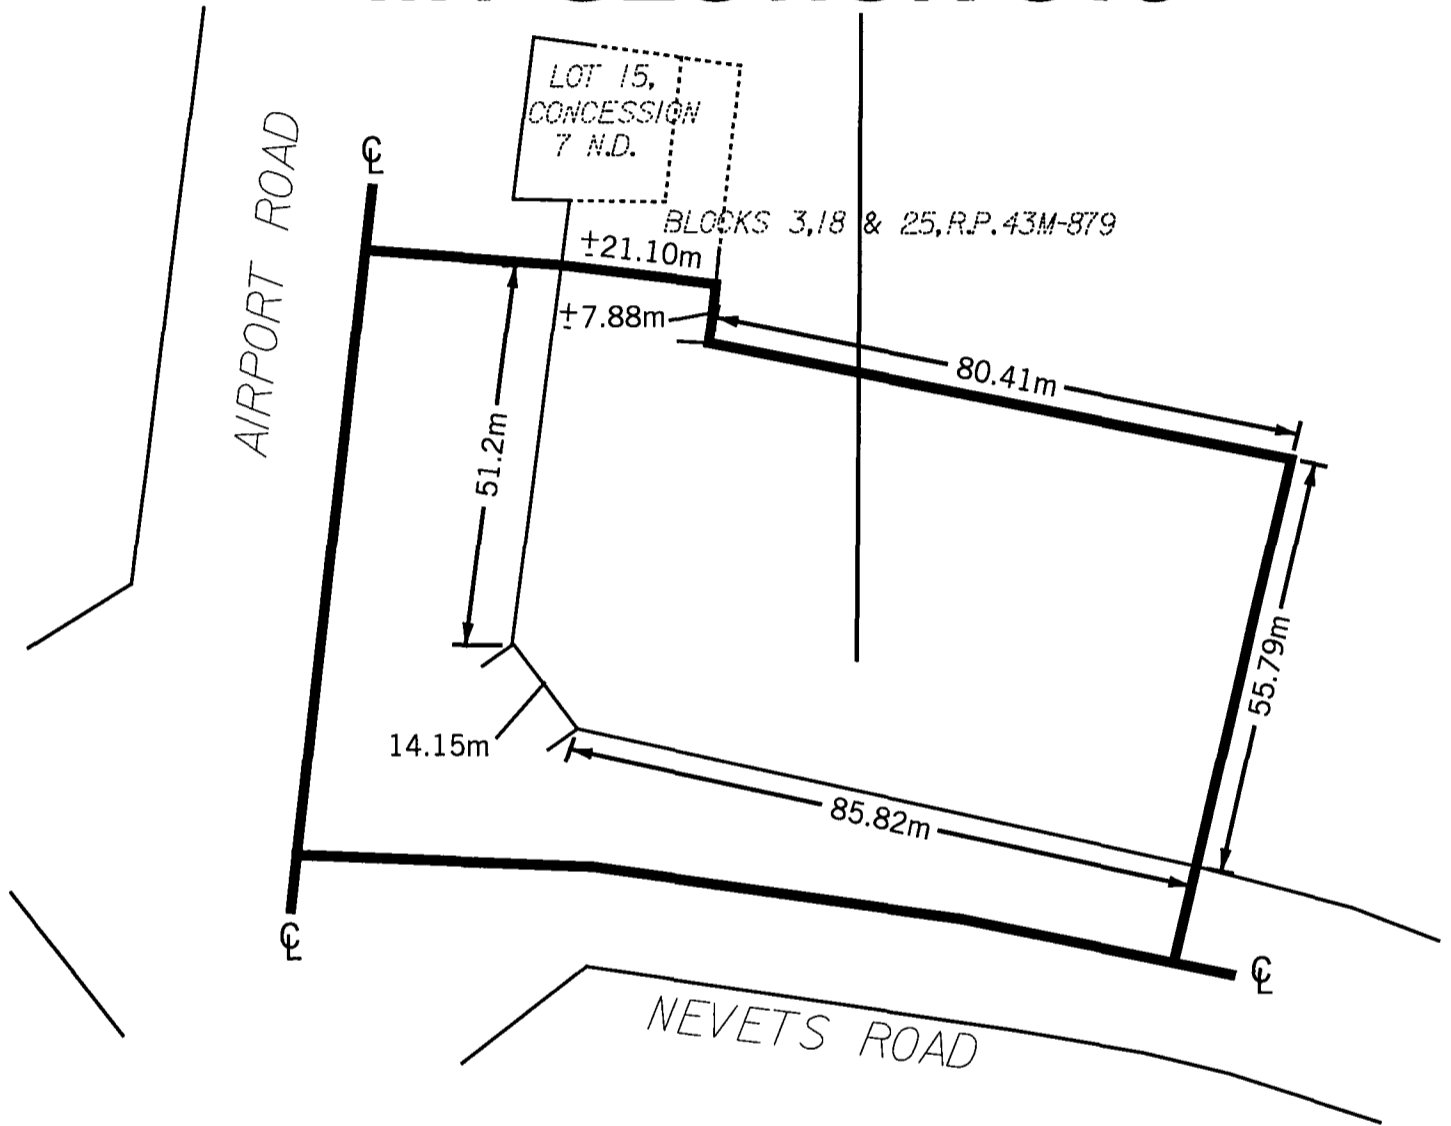 LOT 15,
CONCESSION
7 N.D.
℄
AIRPORT ROAD
BLOCKS 3,18 & 25,R.P.43M-879
±21.10m
±7.88m
80.41m
51.2m
55.79m
14.15m
85.82m
℄
℄
NEVETS ROAD